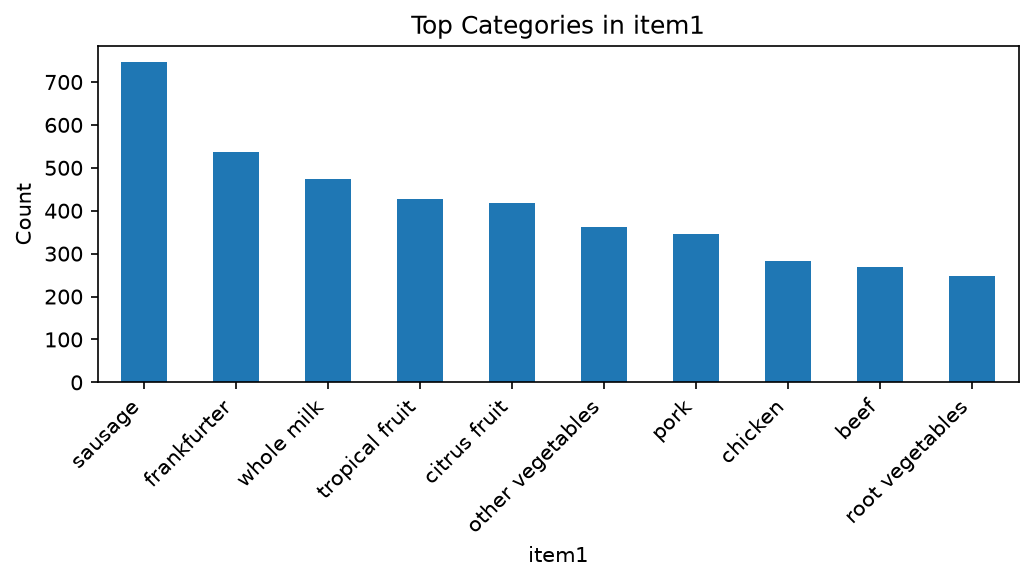 Top Categories in item1
Count
700
600
500
400
300
200
100
0
sausage
frankfurter
whole milk
tropical fruit
citrus fruit
other vegetables
pork
chicken
beef
root vegetables
item1